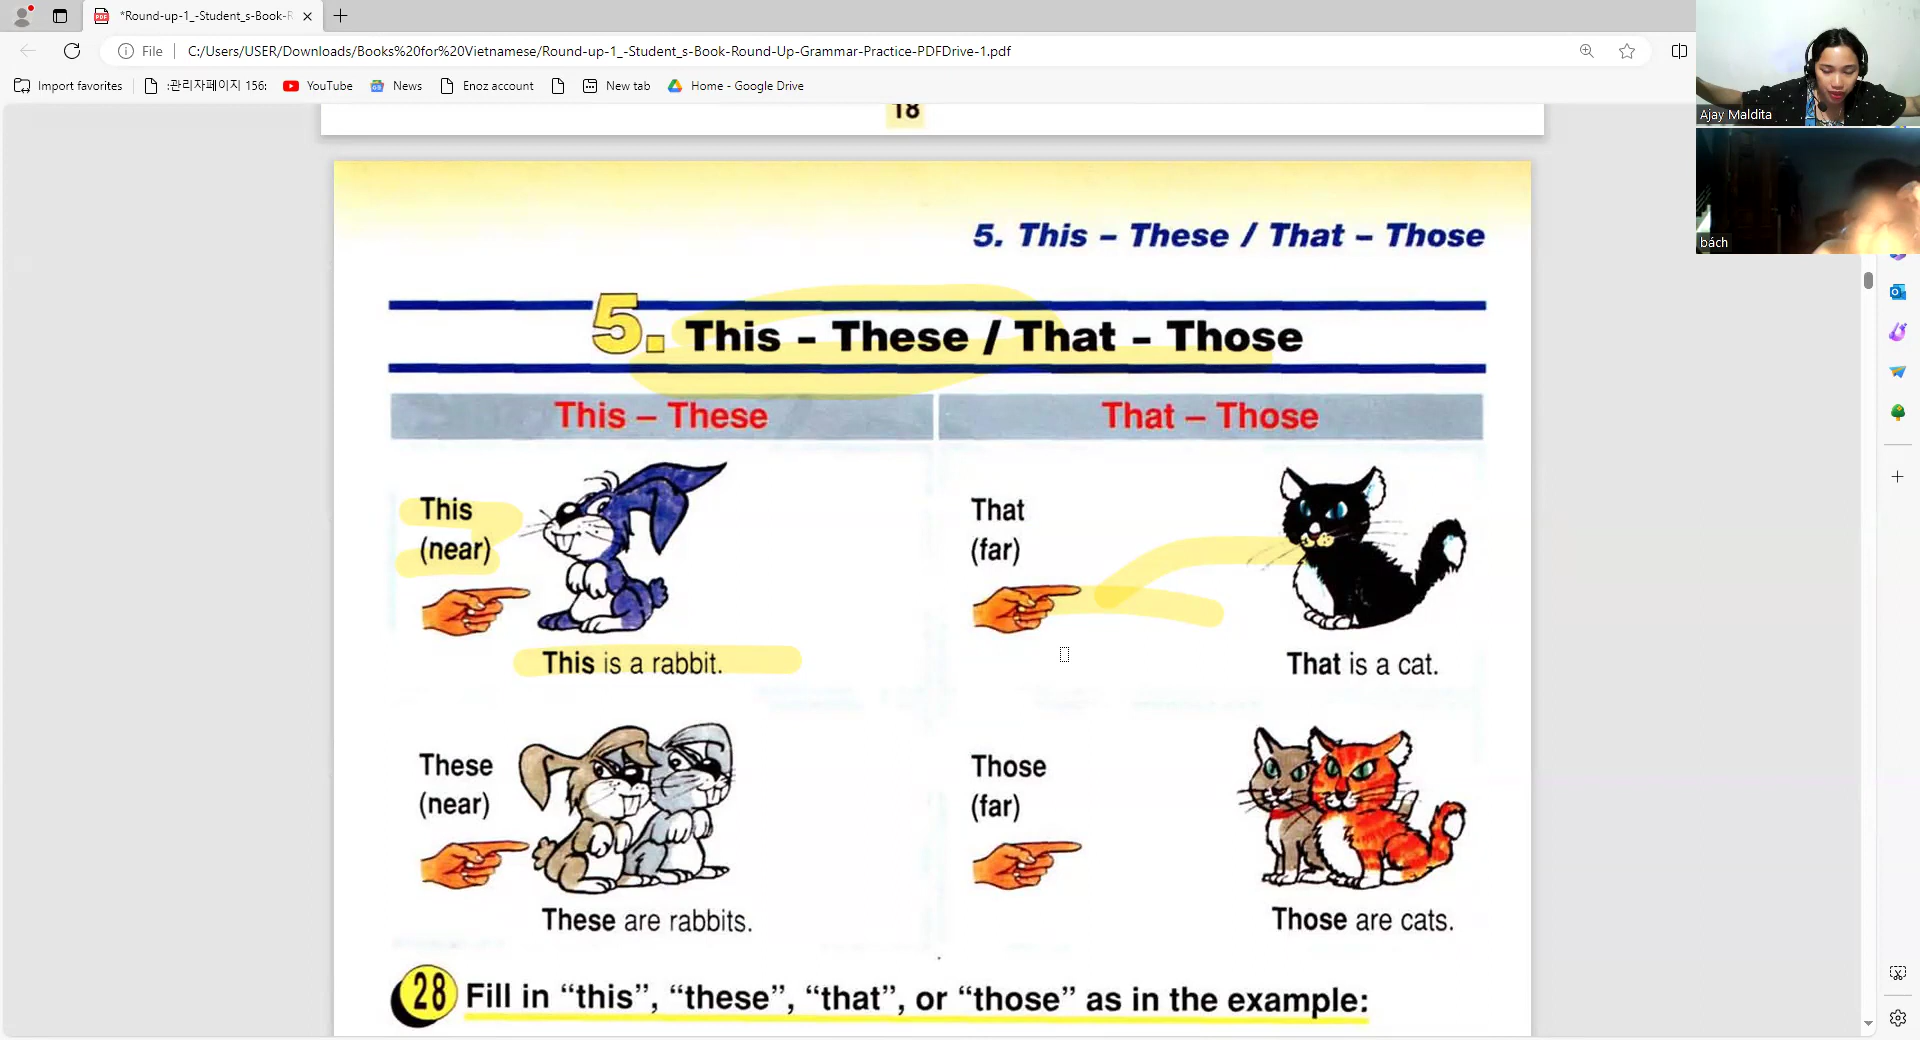 *Round-up-1_-Student_s-Book-R
File
C:/Users/USER/Downloads/Books%20for%20Vietnamese/Round-up-1_-Student_s-Book-Round-Up-Grammar-Practice-PDFDrive-1.pdf
Import favorites
:관리자페이지 156:
YouTube
News
Enoz account
New tab
Home - Google Drive
Ajay Maldita
bách
18
5. This – These / That – Those
5. This – These / That – Those
This – These
That – Those
This
(near)
That
(far)
This is a rabbit.
That is a cat.
These
(near)
Those
(far)
These are rabbits.
Those are cats.
28 Fill in “this”, “these”, “that”, or “those” as in the example: